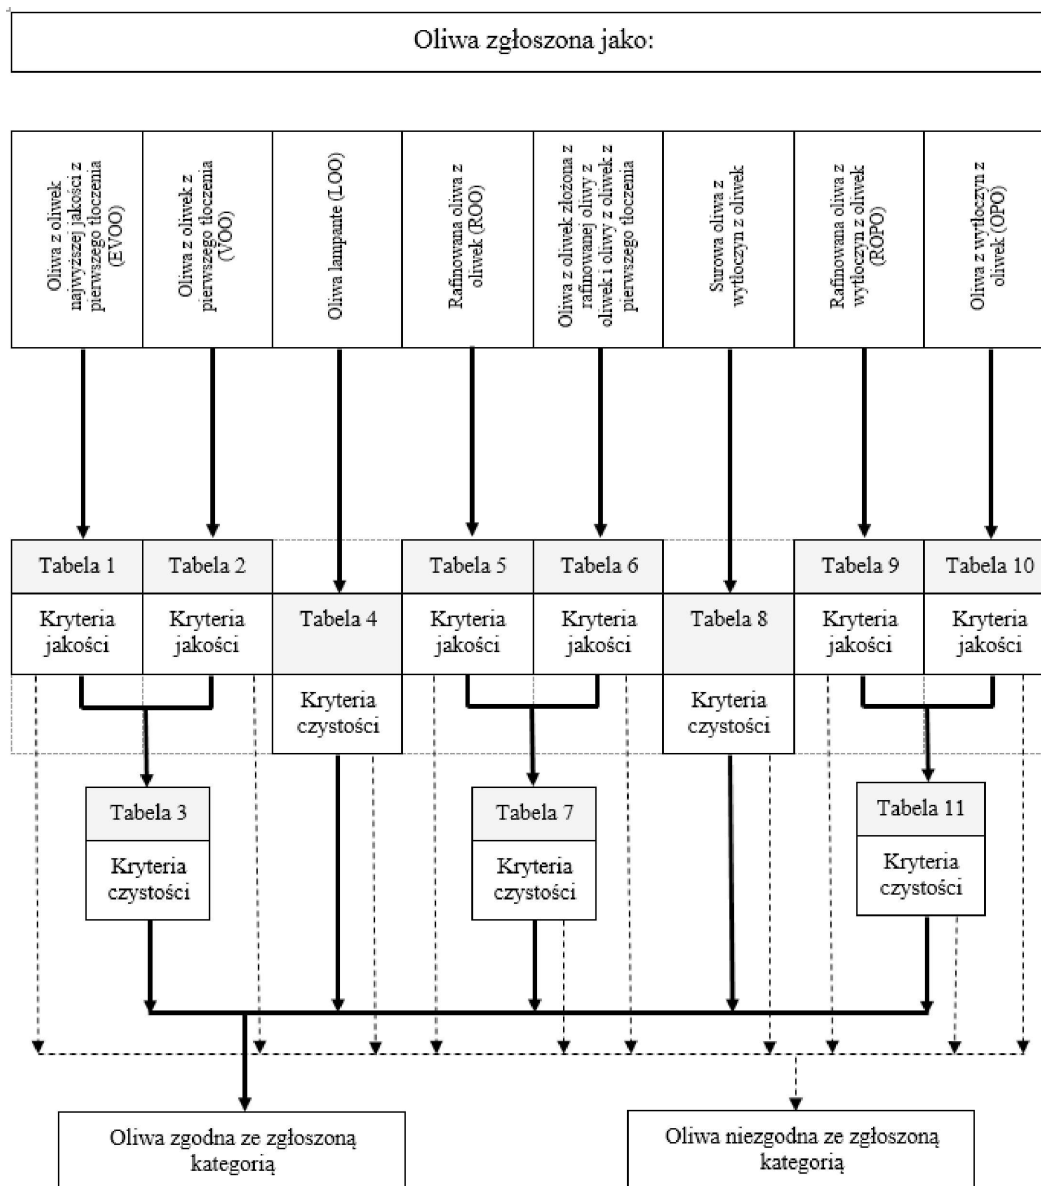 Oliwa zgłoszona jako:
Oliwa z oliwek
najwyższej jakości z
pierwszego tłoczenia
(EVOO)
Oliwa z oliwek z
pierwszego tłoczenia
(VOO)
Oliwa lampante (LOO)
Rafinowana oliwa z
oliwek (ROO)
Oliwa z oliwek złożona z
rafinowanej oliwy z
oliwek i oliwy z oliwek z
pierwszego tłoczenia
Surowa oliwa z
wytłoczyn z oliwek
Rafinowana oliwa z
wytłoczyn z oliwek
(ROPO)
Oliwa z wytłoczyn z
oliwek (OPO)
Tabela 1
Kryteria
jakości
Tabela 2
Kryteria
jakości
Tabela 4
Kryteria
czystości
Tabela 5
Kryteria
jakości
Tabela 6
Kryteria
jakości
Tabela 8
Kryteria
czystości
Tabela 9
Kryteria
jakości
Tabela 10
Kryteria
jakości
Tabela 3
Kryteria
czystości
Tabela 7
Kryteria
czystości
Tabela 11
Kryteria
czystości
Oliwa zgodna ze zgłoszoną
kategorią
Oliwa niezgodna ze zgłoszoną
kategorią